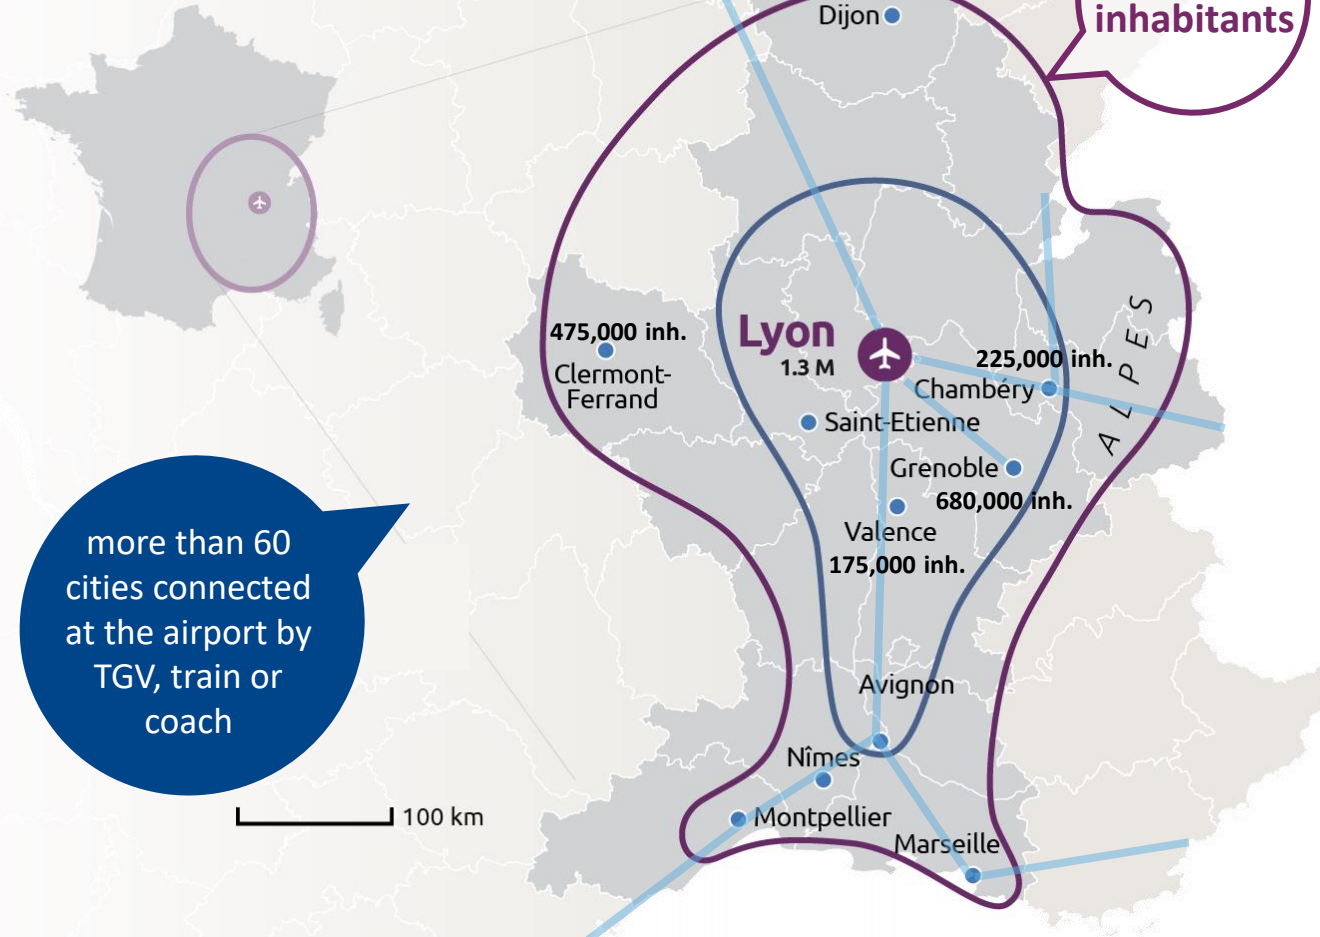 Dijon
inhabitants
475,000 inh.
Clermont-
Ferrand
Lyon
1.3 M
225,000 inh.
Chambéry
ALPES
Saint-Etienne
Grenoble
680,000 inh.
Valence
175,000 inh.
more than 60
cities connected
at the airport by
TGV, train or
coach
Avignon
Nîmes
100 km
Montpellier
Marseille